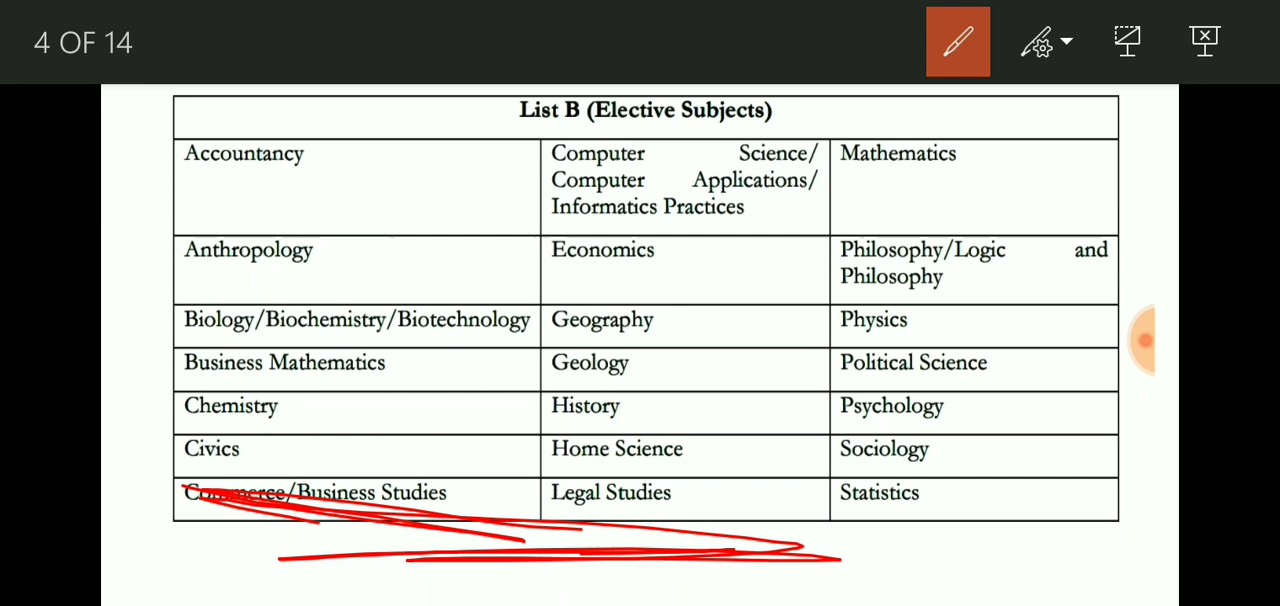 4 OF 14
List B (Elective Subjects)
Accountancy
Computer Science/
Computer Applications/
Informatics Practices
Mathematics
Anthropology
Economics
Philosophy/Logic and
Philosophy
Biology/Biochemistry/Biotechnology
Geography
Physics
Business Mathematics
Geology
Political Science
Chemistry
History
Psychology
Civics
Home Science
Sociology
Commerce/Business Studies
Legal Studies
Statistics